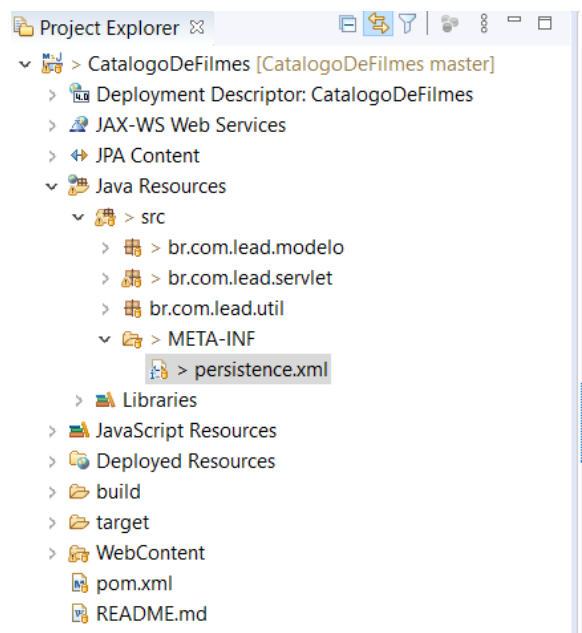 Project Explorer
> CatalogoDeFilmes [CatalogoDeFilmes master]
Deployment Descriptor: CatalogoDeFilmes
JAX-WS Web Services
JPA Content
Java Resources
> src
> br.com.lead.modelo
> br.com.lead.servlet
br.com.lead.util
> META-INF
> persistence.xml
Libraries
JavaScript Resources
Deployed Resources
build
target
WebContent
pom.xml
README.md